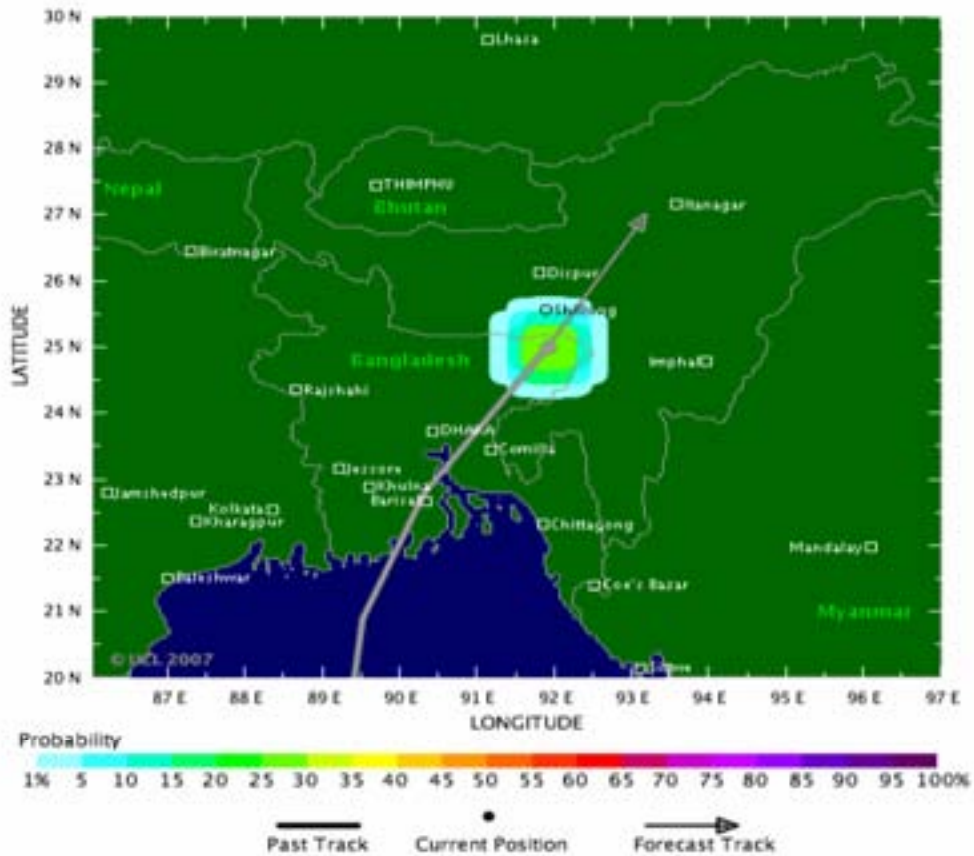 30 N
Lhara
29 N
28 N
Nepal
THIMPHU
Bhutan
27 N
Itanagar
Biratnagar
26 N
Dispur
Shillong
LATITUDE
25 N
Bangladesh
Imphal
Rajshahi
24 N
DHAKA
Comilla
23 N
Jessore
Khulna
Jamshedpur
Barisal
Kolkata
Kharagpur
Chittagong
22 N
Mandalay
Baleshwar
Cox's Bazar
21 N
Myanmar
© UCL 2007
20 N
87 E 88 E 89 E 90 E 91 E 92 E 93 E 94 E 95 E 96 E 97 E
LONGITUDE
Probability
1% 5 10 15 20 25 30 35 40 45 50 55 60 65 70 75 80 85 90 95 100%
Past Track Current Position Forecast Track